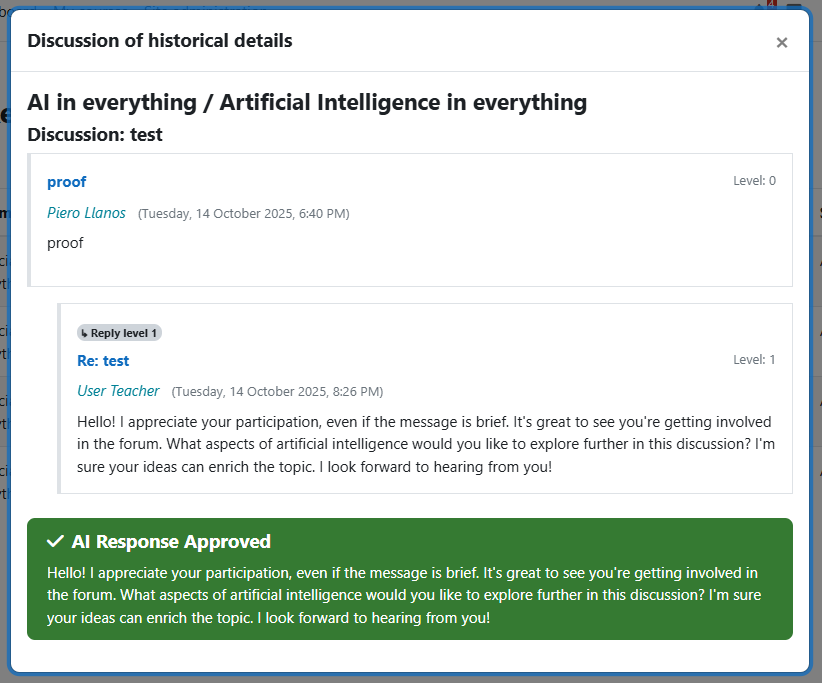 Discussion of historical details
×
AI in everything / Artificial Intelligence in everything
Discussion: test
proof
Level: 0
Piero Llanos (Tuesday, 14 October 2025, 6:40 PM)
proof
↳ Reply level 1
Re: test
Level: 1
User Teacher (Tuesday, 14 October 2025, 8:26 PM)
Hello! I appreciate your participation, even if the message is brief. It's great to see you're getting involved
in the forum. What aspects of artificial intelligence would you like to explore further in this discussion? I'm
sure your ideas can enrich the topic. I look forward to hearing from you!
✓ AI Response Approved
Hello! I appreciate your participation, even if the message is brief. It's great to see you're getting involved in
the forum. What aspects of artificial intelligence would you like to explore further in this discussion? I'm sure
your ideas can enrich the topic. I look forward to hearing from you!